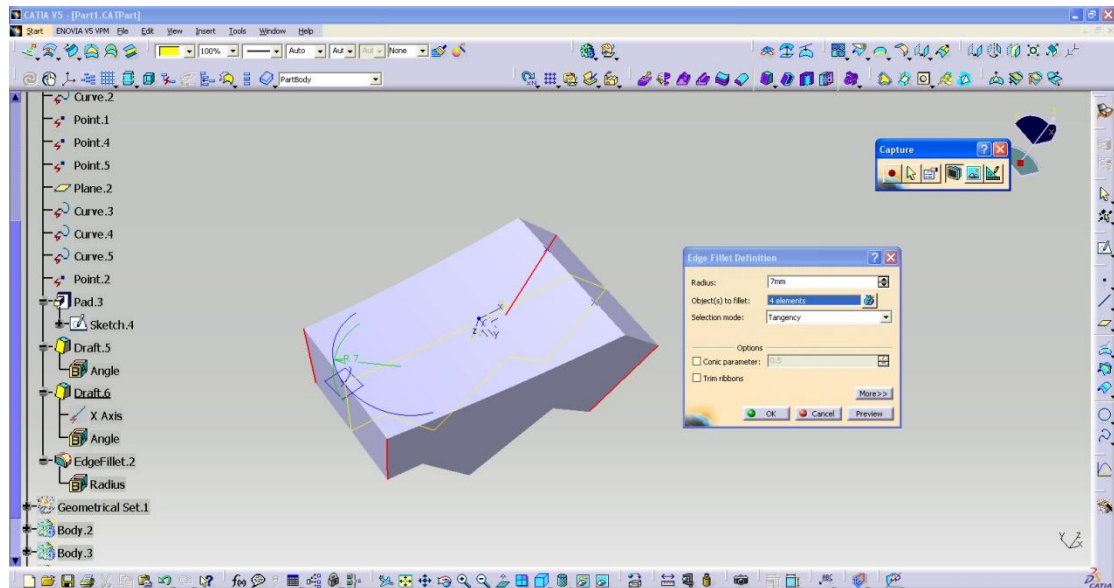 CATIA V5 - [Part1.CATPart]
Start ENOVIA V5 VPM File Edit View Insert Tools Window Help
100% Auto Aut Aut None
PartBody
Curve.2
Point.1
Point.4
Point.5
Plane.2
Curve.3
Curve.4
Curve.5
Point.2
Pad.3
Sketch.4
Draft.5
Angle
Draft.6
X Axis
Angle
EdgeFillet.2
Radius
Geometrical Set.1
Body.2
Body.3
R 7
x
z
y
Capture
Edge Fillet Definition
Radius: 7mm
Object(s) to fillet: 4 elements
Selection mode: Tangency
Options
Conic parameter: 0.5
Trim ribbons
More>>
OK Cancel Preview
f(x)
CATIA